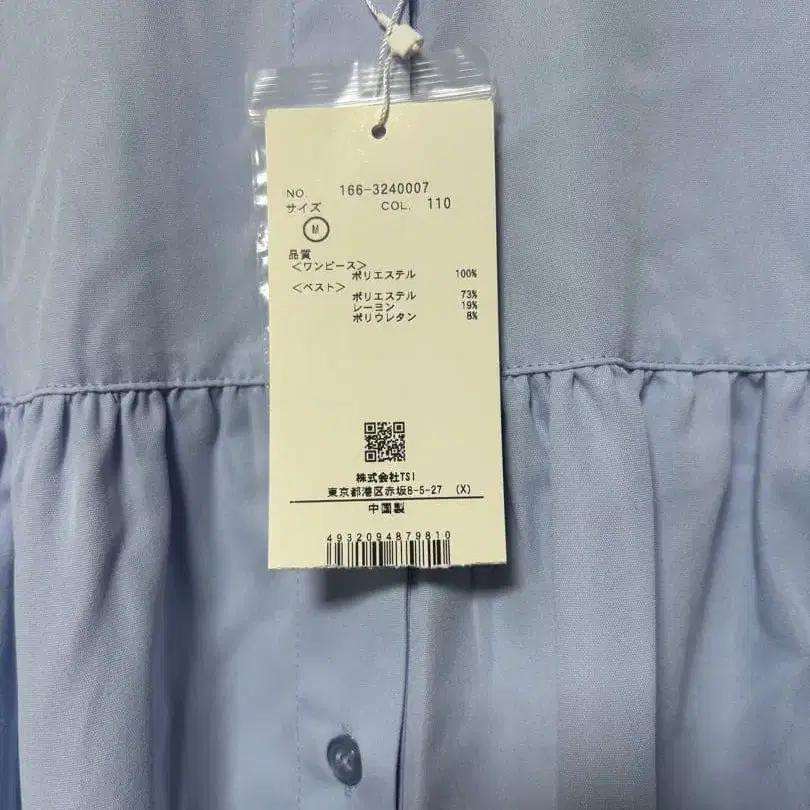 NO. 166-3240007
サイズ COL. 110
M
品質
<ワンピース>
ポリエステル 100%
<ベスト>
ポリエステル 73%
レーヨン 19%
ポリウレタン 8%
株式会社TSI
東京都港区赤坂8-5-27 (X)
中国製
4932094879810